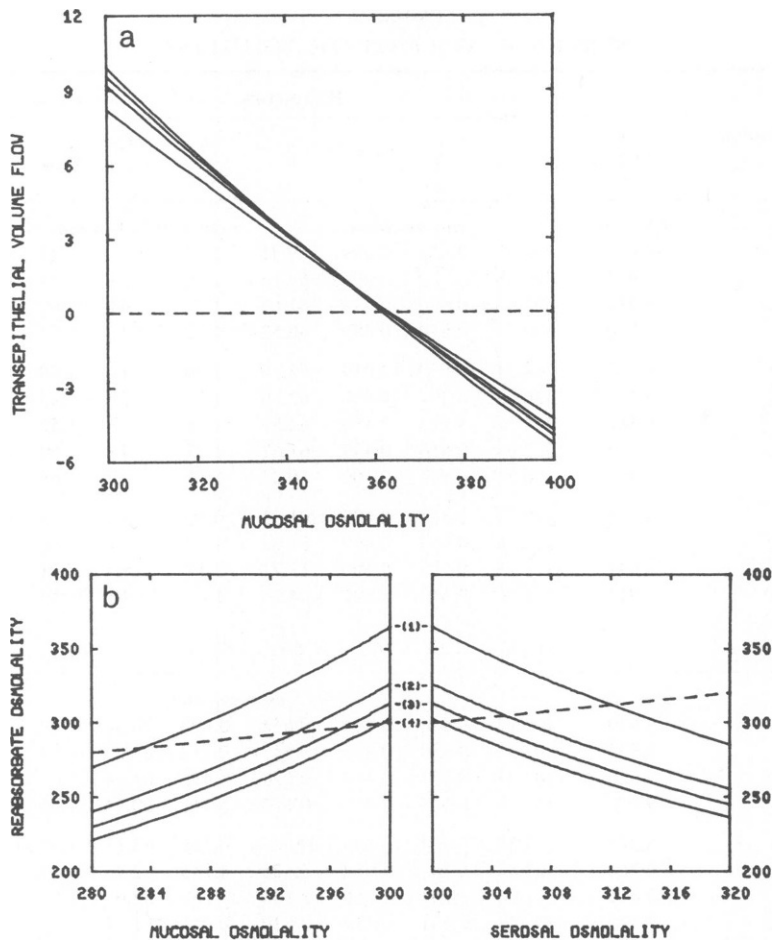 a
12
9
6
3
0
-3
-6
TRANSEPITHELIAL VOLUME FLOW
300 320 340 360 380 400
MUCOSAL OSMOLALITY
b
400
350
300
250
200
REABSORBATE OSMOLALITY
-(1)-
-(2)-
-(3)-
-(4)-
400
350
300
250
200
280 284 288 292 296 300
300 304 308 312 316 320
MUCOSAL OSMOLALITY
SEROSAL OSMOLALITY